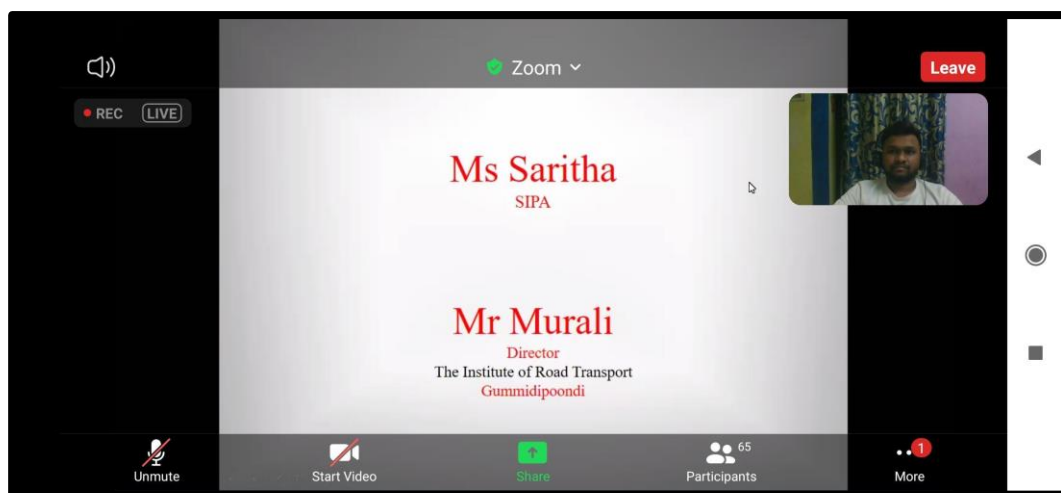 Zoom
Leave
REC LIVE
Ms Saritha
SIPA
Mr Murali
Director
The Institute of Road Transport
Gummidipoondi
65
1
Unmute
Start Video
Share
Participants
More